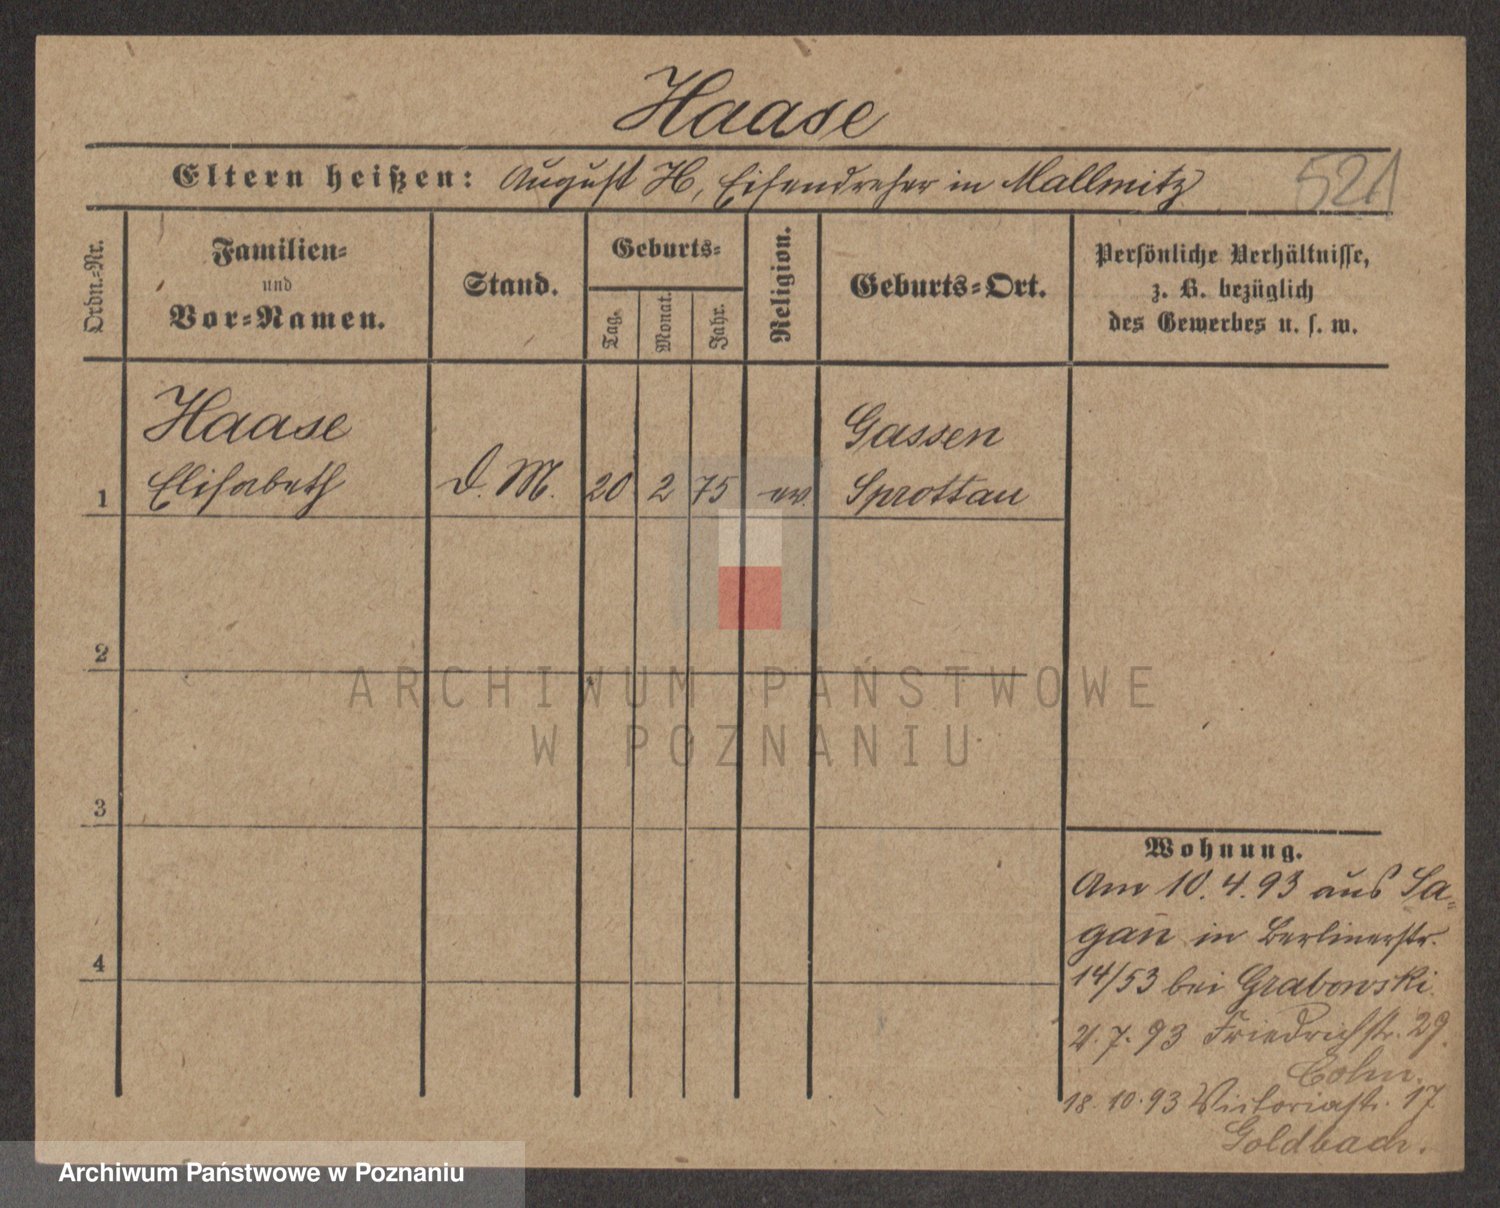 Haase
Eltern heißen: August H, Eisendreher in Mallmitz
521
Ordn.-Nr.
Familien-
und
Vor-Namen.
Stand.
Geburts-
Tag.
Monat.
Jahr.
Religion.
Geburts-Ort.
Persönliche Verhältnisse,
z. B. bezüglich
des Gewerbes u. s. w.
Haase
Elisabeth
1
D. M.
20
2
75
ev.
Gassen
Sprottau
2
3
4
ARCHIWUM PAŃSTWOWE
W POZNANIU
Wohnung.
Am 10.4.93 aus Sa-
gan in Berlinerstr.
14/53 bei Grabowski.
4.7.93 Friedrichstr. 29.
Cohn.
18.10.93 Victoriastr. 17
Goldbach.
Archiwum Państwowe w Poznaniu